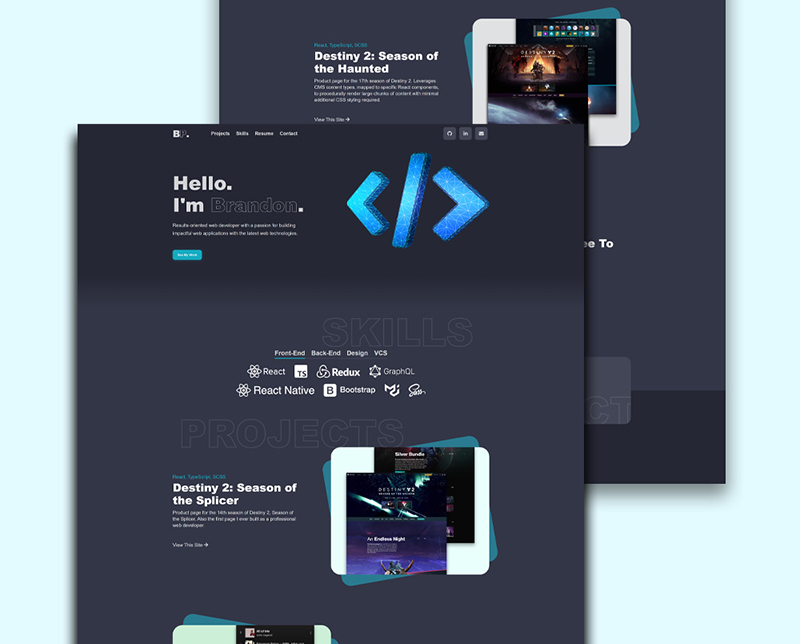 React, TypeScript, SCSS
Destiny 2: Season of
the Haunted
Product page for the 17th season of Destiny 2. Leverages
CMS content types, mapped to specific React components,
to procedurally render large chunks of content with minimal
additional CSS styling required.
View This Site
BP.
Projects Skills Resume Contact
in
Hello.
I'm Brandon.
Results-oriented web developer with a passion for building
impactful web applications with the latest web technologies.
See My Work
ee To
SKILLS
Front-End Back-End Design VCS
React TS Redux GraphQL
React Native B Bootstrap Sass
CT
PROJECTS
React, TypeScript, SCSS
Destiny 2: Season of
the Splicer
Product page for the 14th season of Destiny 2, Season of
the Splicer. Also the first page I ever built as a professional
web developer.
View This Site
Silver Bundle
DESTINY 2
An Endless Night